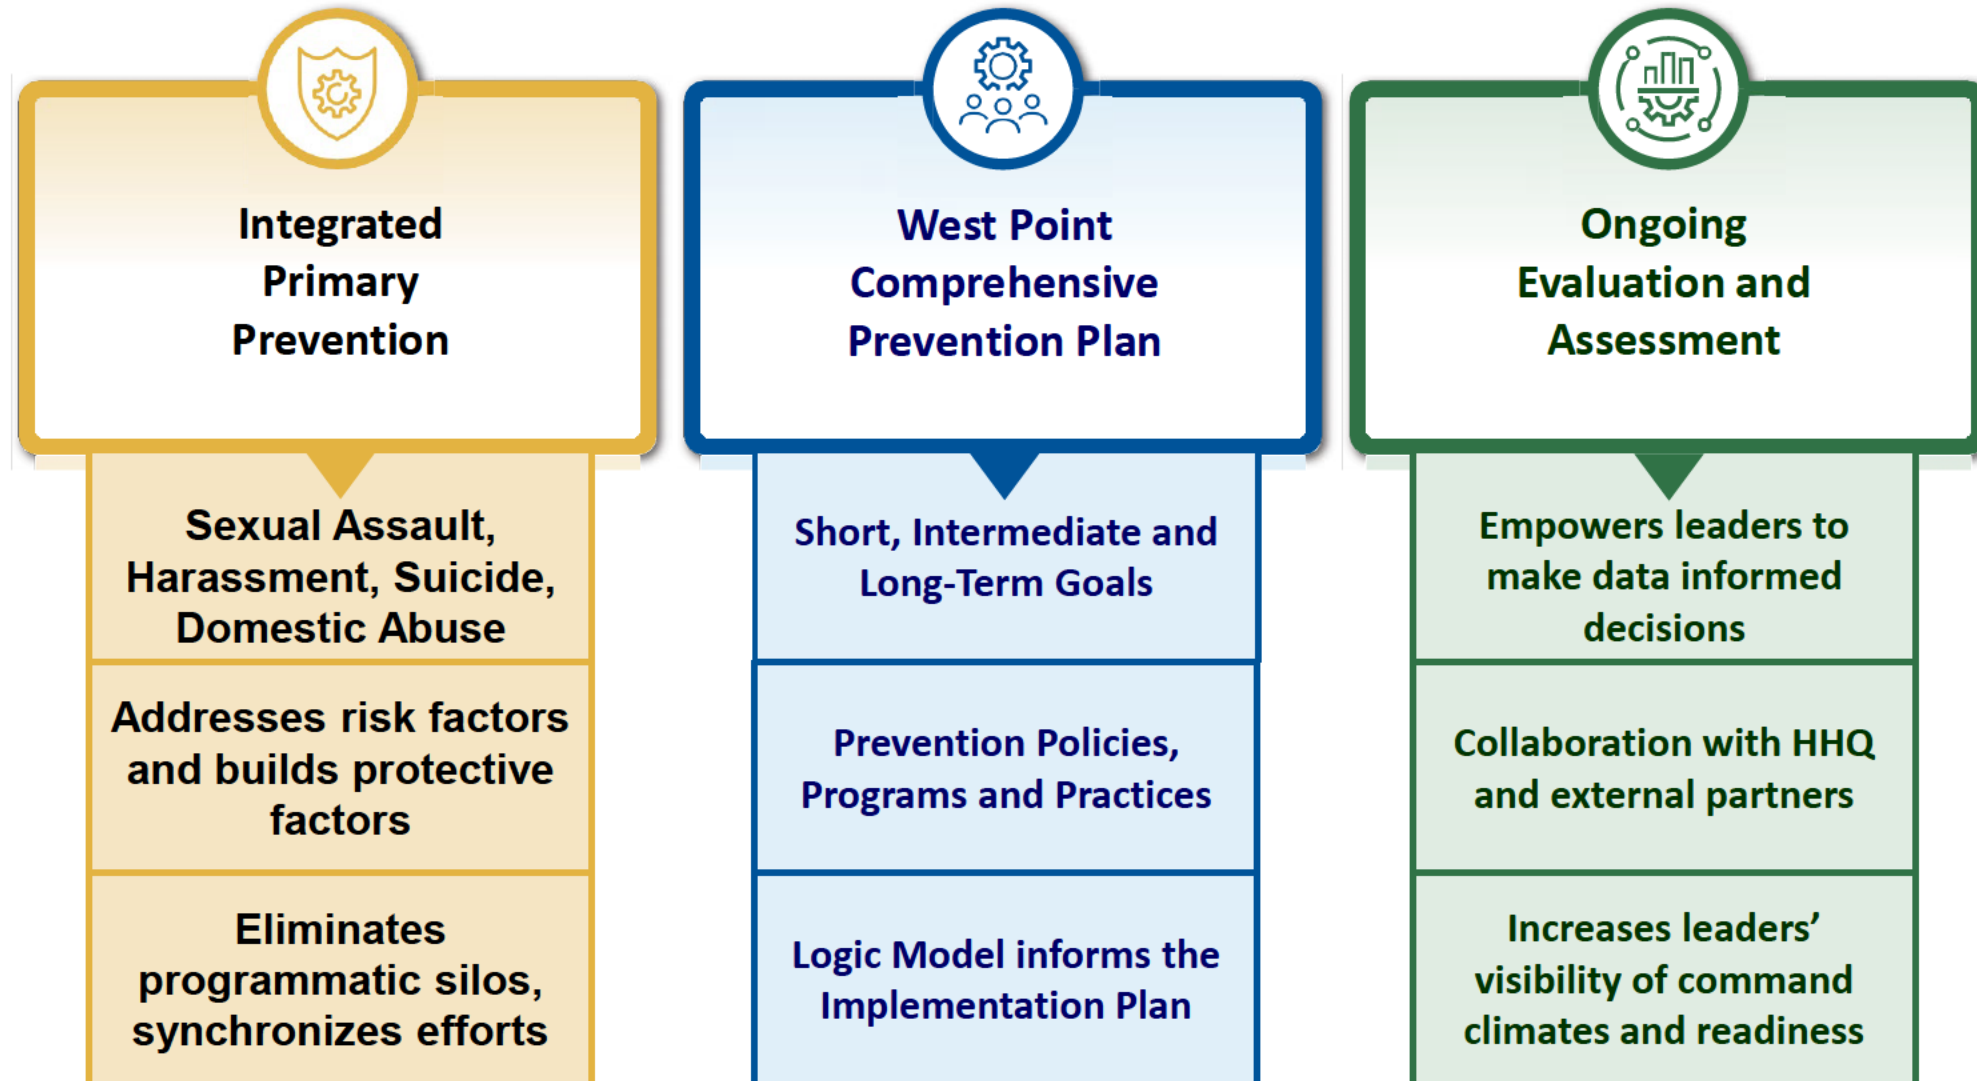 Integrated
Primary
Prevention
Sexual Assault,
Harassment, Suicide,
Domestic Abuse
Addresses risk factors
and builds protective
factors
Eliminates
programmatic silos,
synchronizes efforts
West Point
Comprehensive
Prevention Plan
Short, Intermediate and
Long-Term Goals
Prevention Policies,
Programs and Practices
Logic Model informs the
Implementation Plan
Ongoing
Evaluation and
Assessment
Empowers leaders to
make data informed
decisions
Collaboration with HHQ
and external partners
Increases leaders’
visibility of command
climates and readiness